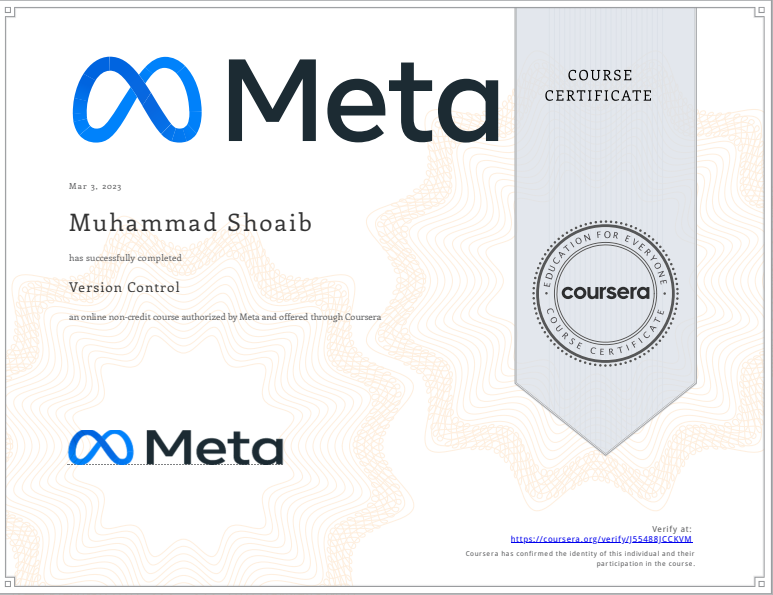 Meta
COURSE
CERTIFICATE
Mar 3, 2023
Muhammad Shoaib
has successfully completed
Version Control
an online non-credit course authorized by Meta and offered through Coursera
EDUCATION FOR EVERYONE
coursera
COURSE CERTIFICATE
Meta
Verify at:
https://coursera.org/verify/J55488JCCKVM
Coursera has confirmed the identity of this individual and their
participation in the course.